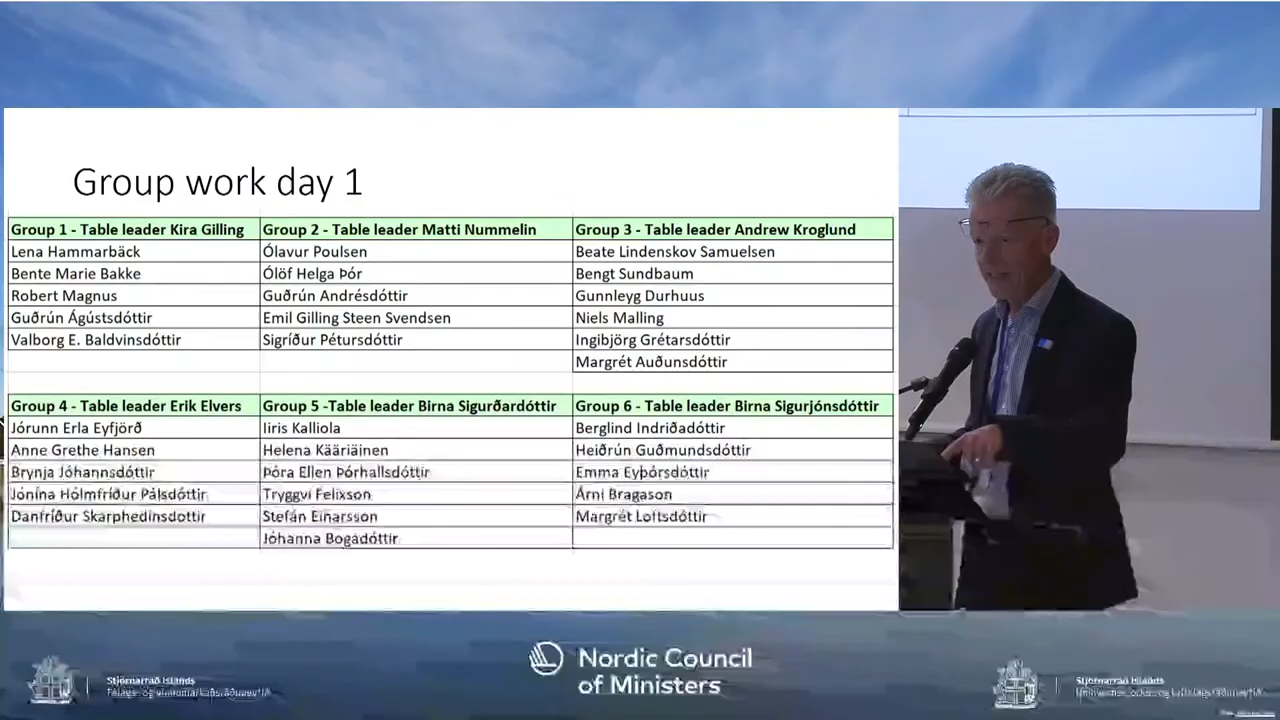 Group work day 1
Group 1 - Table leader Kira Gilling
Group 2 - Table leader Matti Nummelin
Group 3 - Table leader Andrew Kroglund
Lena Hammarbäck
Ólavur Poulsen
Beate Lindenskov Samuelsen
Bente Marie Bakke
Ólöf Helga Þór
Bengt Sundbaum
Robert Magnus
Guðrún Andrésdóttir
Gunnleyg Durhuus
Guðrún Ágústsdóttir
Emil Gilling Steen Svendsen
Niels Malling
Valborg E. Baldvinsdóttir
Sigríður Pétursdóttir
Ingibjörg Grétarsdóttir
Margrét Auðunsdóttir
Group 4 - Table leader Erik Elvers
Group 5 -Table leader Birna Sigurðardóttir
Group 6 - Table leader Birna Sigurjónsdóttir
Jórunn Erla Eyfjörð
Iiris Kalliola
Berglind Indriðadóttir
Anne Grethe Hansen
Helena Kääriäinen
Heiðrún Guðmundsdóttir
Brynja Jóhannsdóttir
Þóra Ellen Þórhallsdóttir
Emma Eyþórsdóttir
Jónína Hólmfríður Pálsdóttir
Tryggvi Felixson
Árni Bragason
Danfríður Skarphedinsdottir
Stefán Einarsson
Margrét Loftsdóttir
Jóhanna Bogadóttir
Nordic Council
of Ministers
Stjórnarráð Íslands
Stjórnarráð Íslands